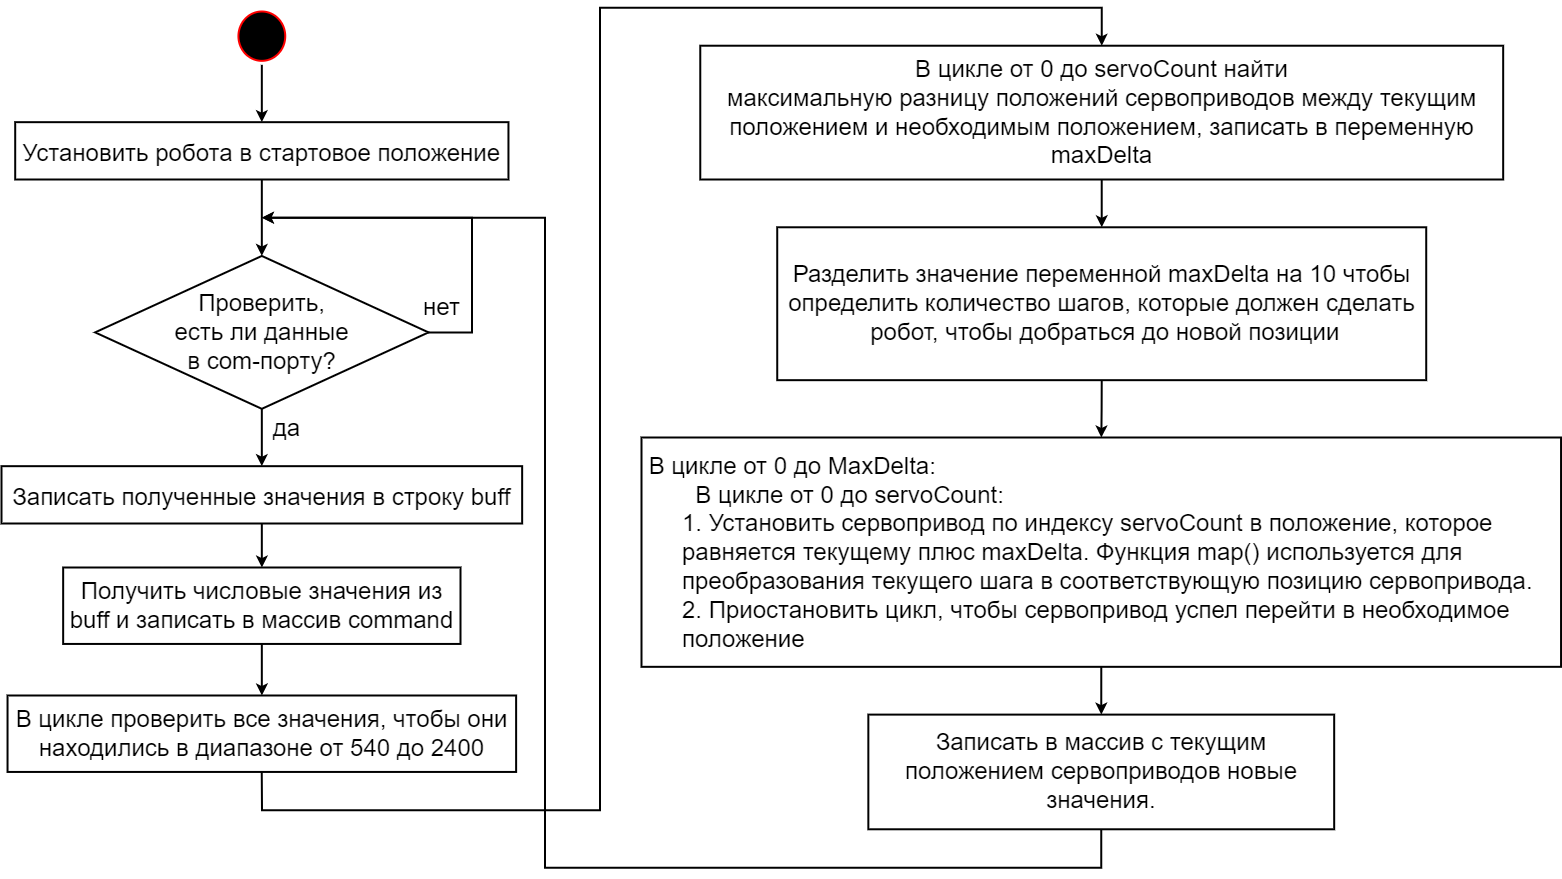 Установить робота в стартовое положение
Проверить,
есть ли данные
в com-порту?
нет
да
Записать полученные значения в строку buff
Получить числовые значения из
buff и записать в массив command
В цикле проверить все значения, чтобы они
находились в диапазоне от 540 до 2400
В цикле от 0 до servoCount найти
максимальную разницу положений сервоприводов между текущим
положением и необходимым положением, записать в переменную
maxDelta
Разделить значение переменной maxDelta на 10 чтобы
определить количество шагов, которые должен сделать
робот, чтобы добраться до новой позиции
В цикле от 0 до MaxDelta:
В цикле от 0 до servoCount:
1. Установить сервопривод по индексу servoCount в положение, которое
равняется текущему плюс maxDelta. Функция map() используется для
преобразования текущего шага в соответствующую позицию сервопривода.
2. Приостановить цикл, чтобы сервопривод успел перейти в необходимое
положение
Записать в массив с текущим
положением сервоприводов новые
значения.